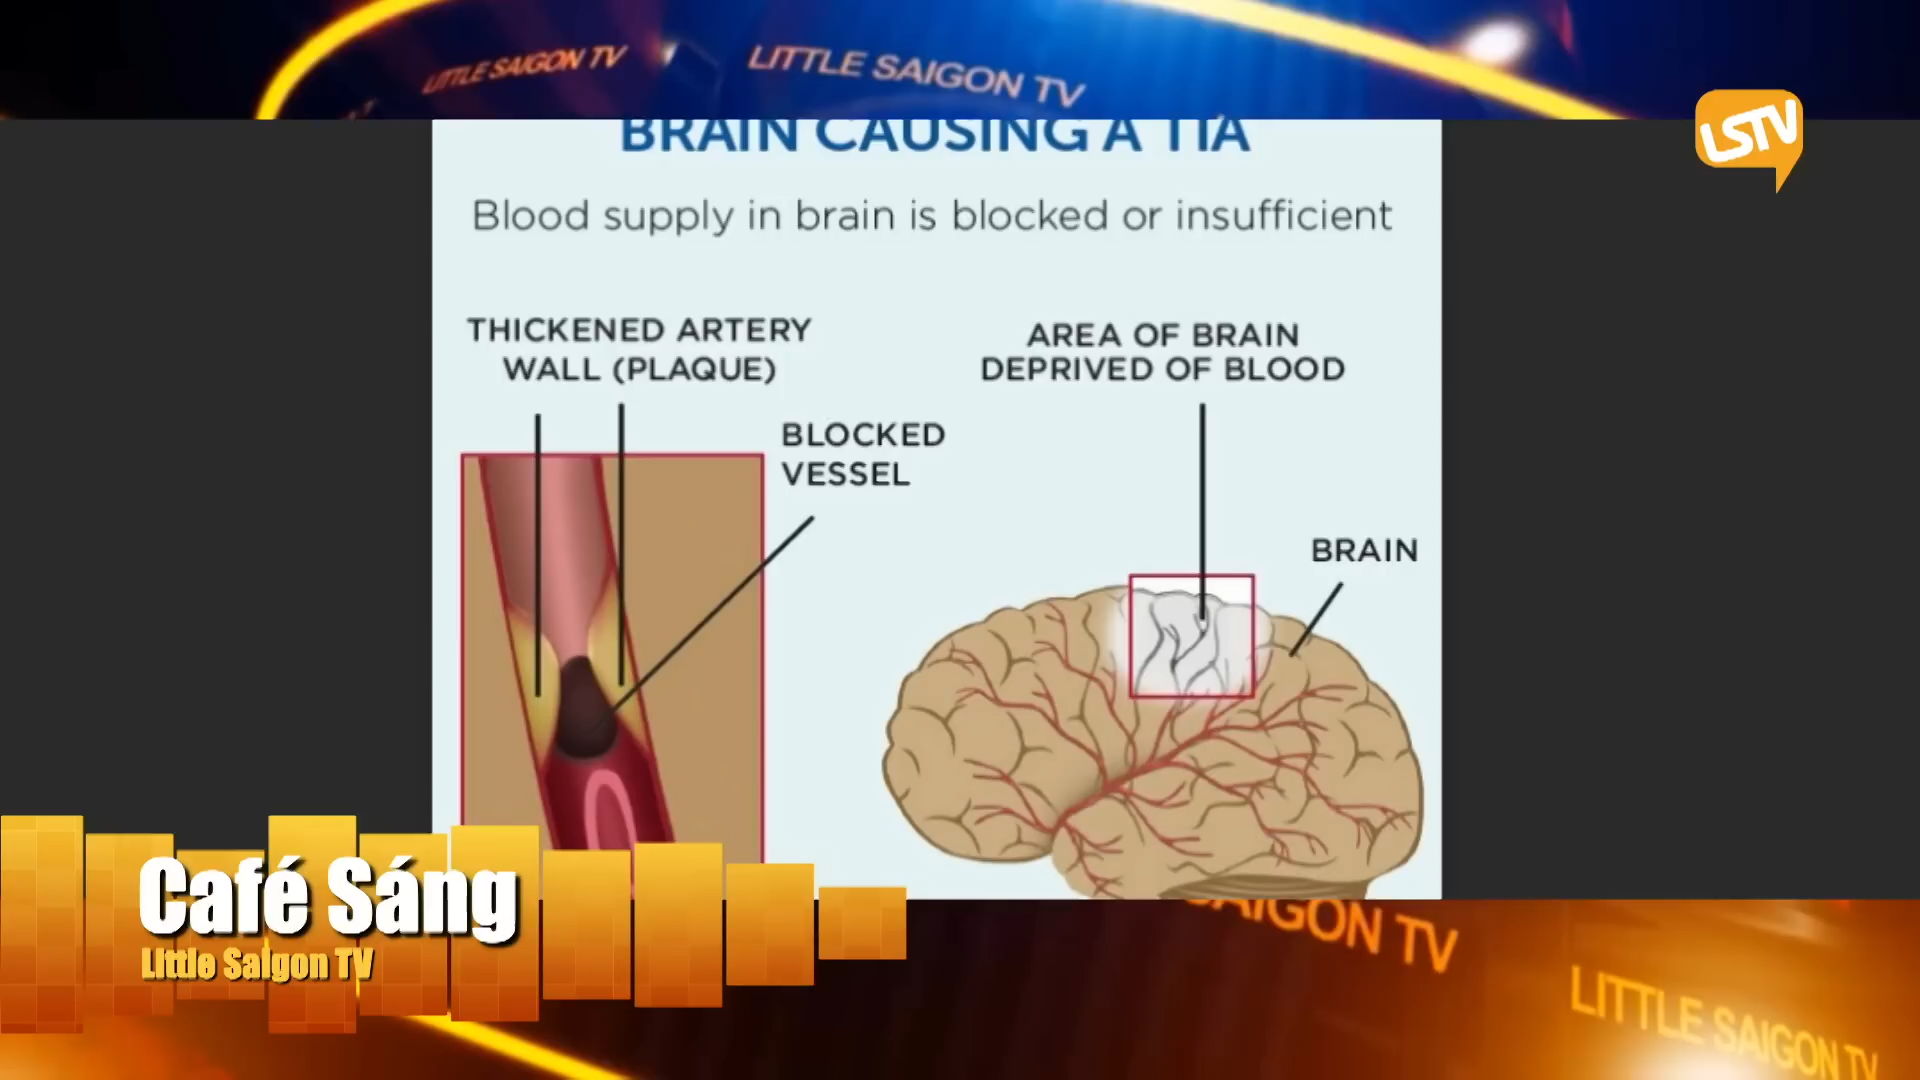 LITTLE SAIGON TV
LITTLE SAIGON TV
LSTV
BRAIN CAUSING A TIA
Blood supply in brain is blocked or insufficient
THICKENED ARTERY
WALL (PLAQUE)
AREA OF BRAIN
DEPRIVED OF BLOOD
BLOCKED
VESSEL
BRAIN
Café Sáng
Little Saigon TV
SAIGON TV
LITTLE SAIGON TV